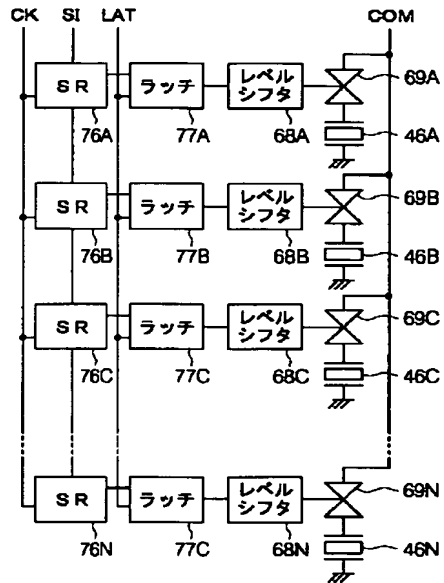 CK SI LAT COM
SR ラッチ レベルシフタ 69A
76A 77A 68A 46A
SR ラッチ レベルシフタ 69B
76B 77B 68B 46B
SR ラッチ レベルシフタ 69C
76C 77C 68C 46C
SR ラッチ レベルシフタ 69N
76N 77C 68N 46N